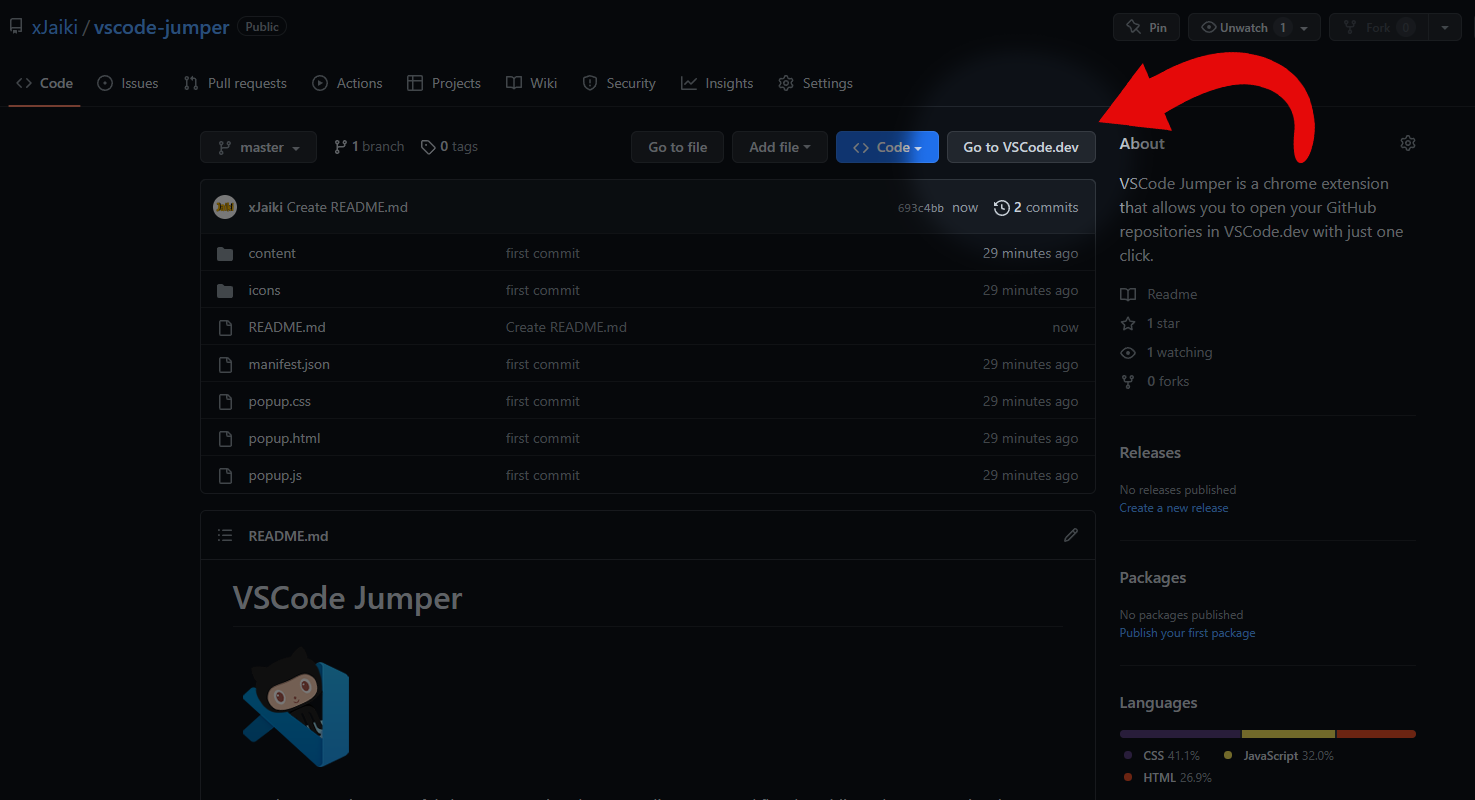 xJaiki / vscode-jumper Public Pin Unwatch 1 Fork 0
Code Issues Pull requests Actions Projects Wiki Security Insights Settings
master 1 branch 0 tags Go to file Add file Code Go to VSCode.dev
xJaiki Create README.md 693c4bb now 2 commits
content first commit 29 minutes ago
icons first commit 29 minutes ago
README.md Create README.md now
manifest.json first commit 29 minutes ago
popup.css first commit 29 minutes ago
popup.html first commit 29 minutes ago
popup.js first commit 29 minutes ago
README.md
VSCode Jumper
About
VSCode Jumper is a chrome extension
that allows you to open your GitHub
repositories in VSCode.dev with just one
click.
Readme
1 star
1 watching
0 forks
Releases
No releases published
Create a new release
Packages
No packages published
Publish your first package
Languages
CSS 41.1% JavaScript 32.0%
HTML 26.9%